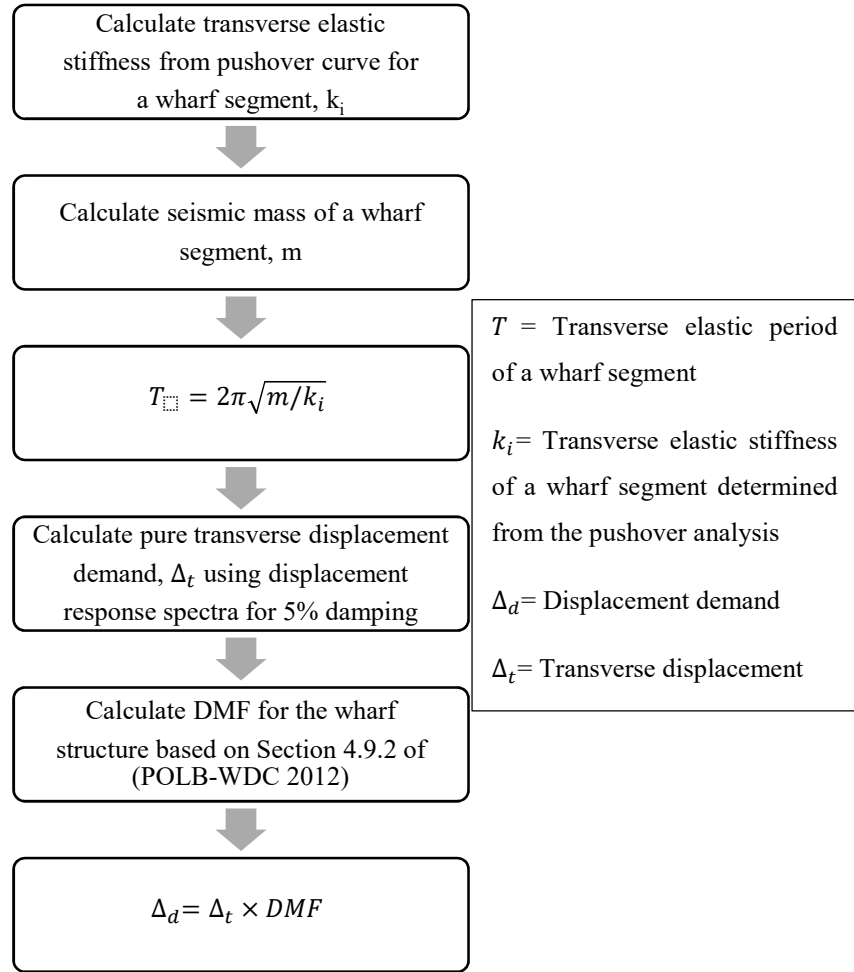 Calculate transverse elastic
stiffness from pushover curve for
a wharf segment, kᵢ
Calculate seismic mass of a wharf
segment, m
T⬚ = 2π√(m/kᵢ)
Calculate pure transverse displacement
demand, Δₜ using displacement
response spectra for 5% damping
Calculate DMF for the wharf
structure based on Section 4.9.2 of
(POLB-WDC 2012)
Δ_d= Δₜ × DMF
T = Transverse elastic period
of a wharf segment
kᵢ= Transverse elastic stiffness
of a wharf segment determined
from the pushover analysis
Δ_d= Displacement demand
Δₜ= Transverse displacement